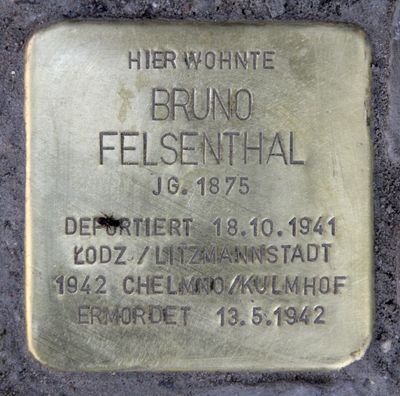 HIER WOHNTE
BRUNO
FELSENTHAL
JG. 1875
DEPORTIERT 18.10.1941
ŁODZ / LITZMANNSTADT
1942 CHELMNO/KULMHOF
ERMORDET 13.5.1942